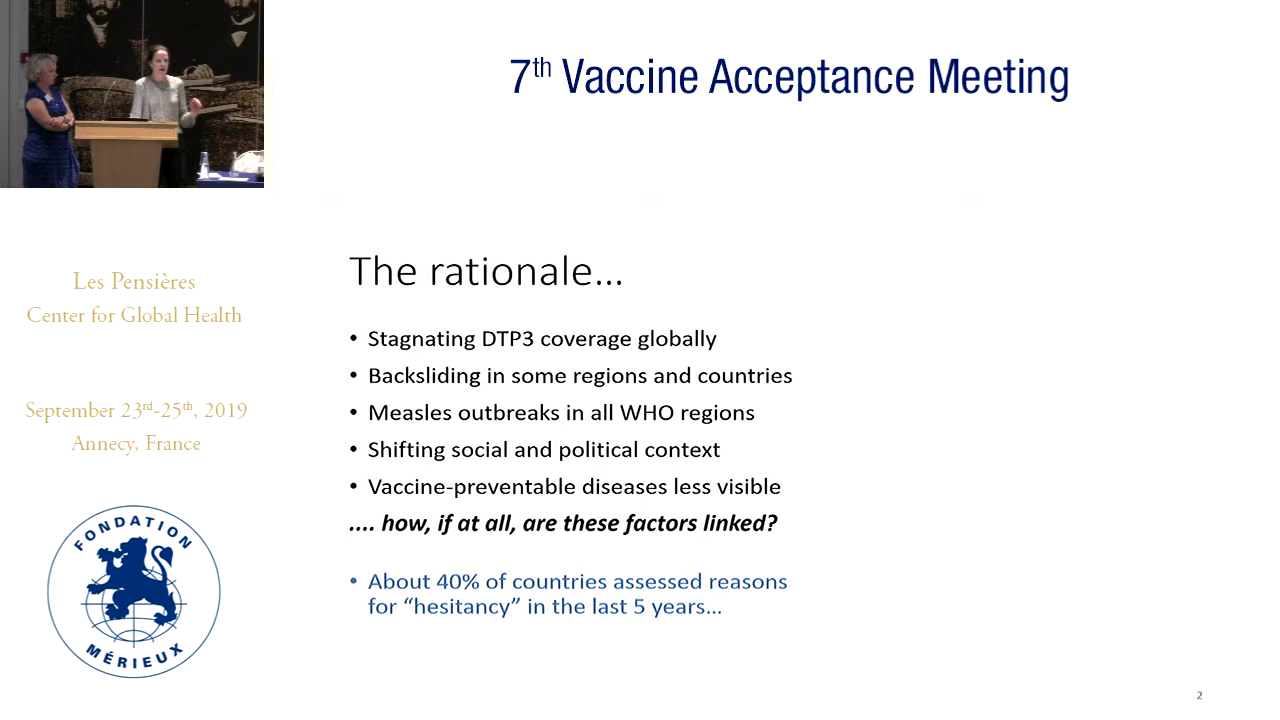 7th Vaccine Acceptance Meeting
Les Pensières
Center for Global Health
September 23rd-25th, 2019
Annecy, France
FONDATION
MÉRIEUX
The rationale...
• Stagnating DTP3 coverage globally
• Backsliding in some regions and countries
• Measles outbreaks in all WHO regions
• Shifting social and political context
• Vaccine-preventable diseases less visible
.... how, if at all, are these factors linked?
• About 40% of countries assessed reasons
for “hesitancy” in the last 5 years...
2